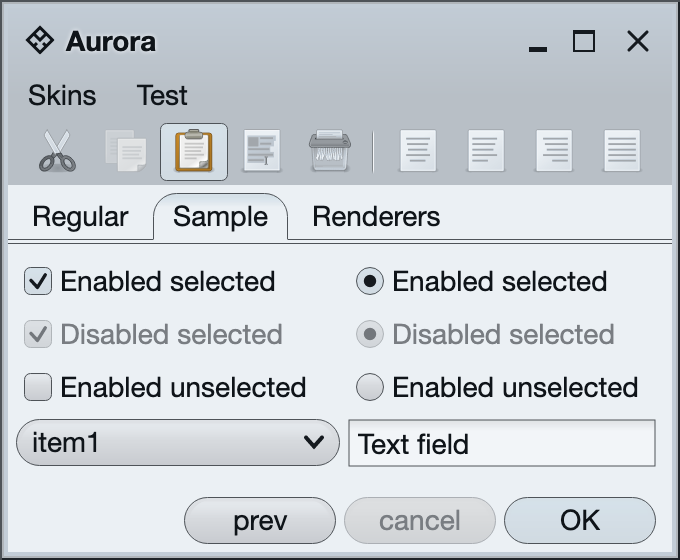 Aurora
Skins Test
Regular Sample Renderers
Enabled selected Enabled selected
Disabled selected Disabled selected
Enabled unselected Enabled unselected
item1 Text field
prev cancel OK